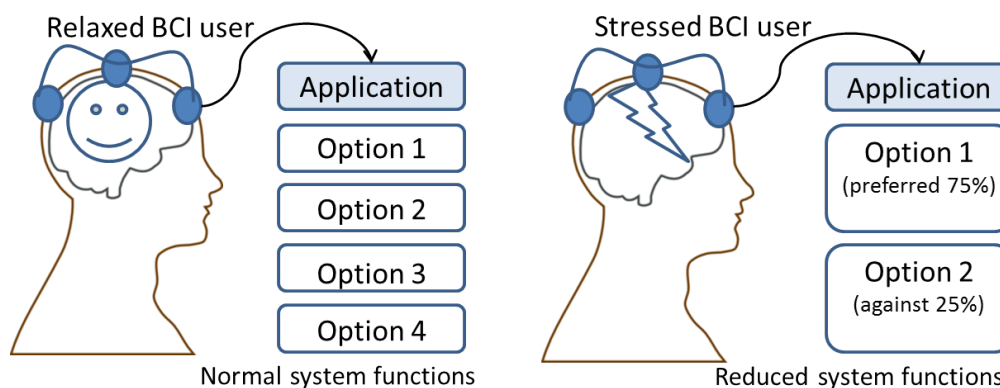 Relaxed BCI user
Application
Option 1
Option 2
Option 3
Option 4
Normal system functions
Stressed BCI user
Application
Option 1
(preferred 75%)
Option 2
(against 25%)
Reduced system functions